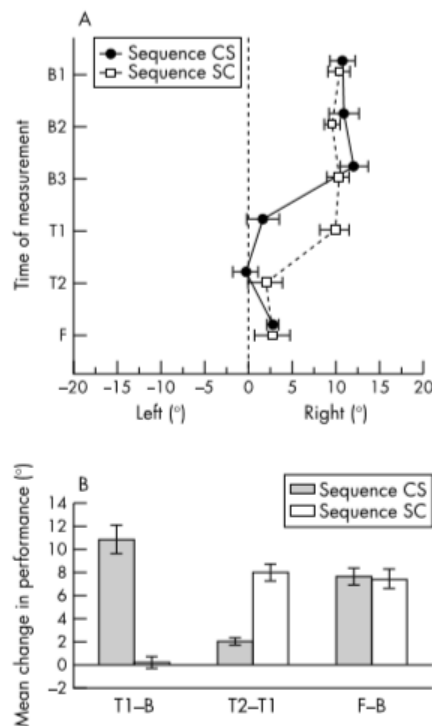 A
Sequence CS
Sequence SC
Time of measurement
B1
B2
B3
T1
T2
F
–20 –15 –10 –5 0 5 10 15 20
Left (°) Right (°)
B
Sequence CS
Sequence SC
Mean change in performance (°)
14
12
10
8
6
4
2
0
–2
T1–B T2–T1 F–B